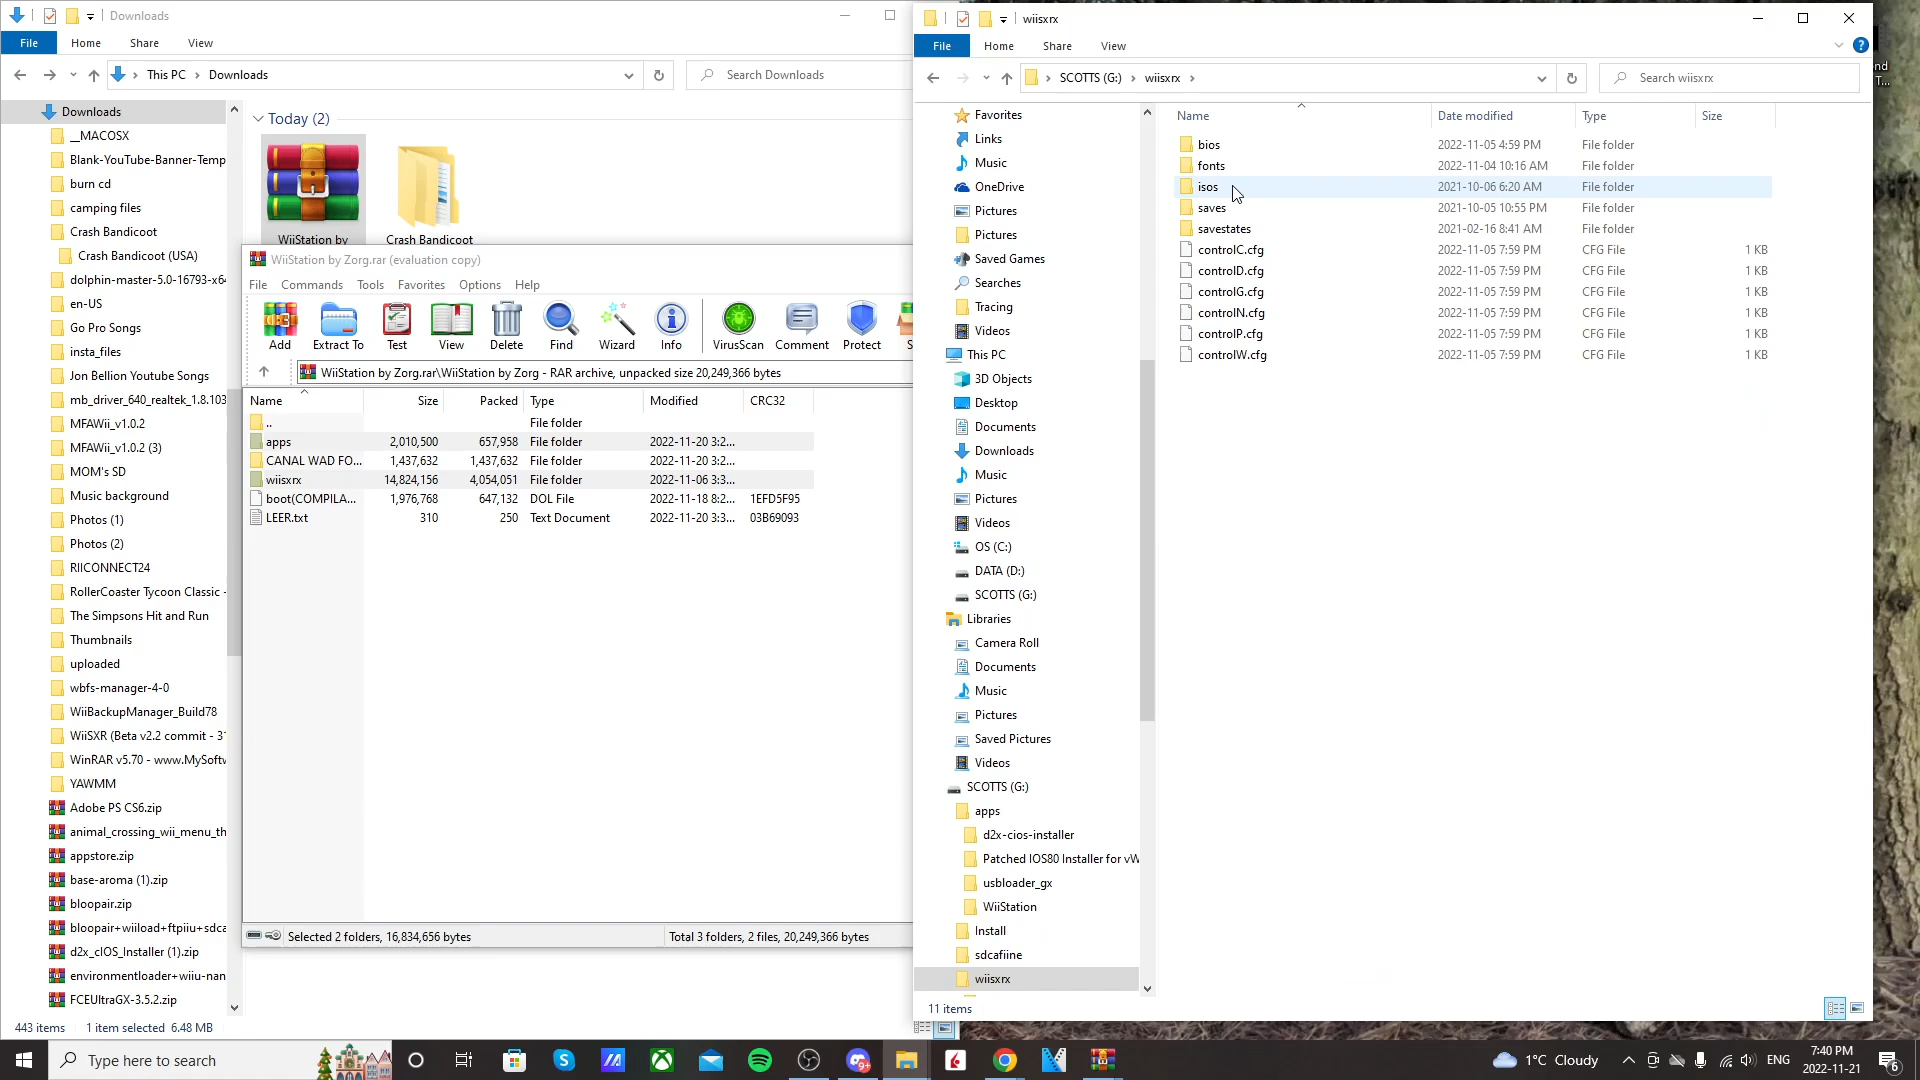 Downloads
File Home Share View
This PC Downloads
Search Downloads
Downloads
__MACOSX
Blank-YouTube-Banner-Temp
burn cd
camping files
Crash Bandicoot
Crash Bandicoot (USA)
dolphin-master-5.0-16793-x6
en-US
Go Pro Songs
insta_files
Jon Bellion Youtube Songs
mb_driver_640_realtek_1.8.103
MFAWii_v1.0.2
MFAWii_v1.0.2 (3)
MOM's SD
Music background
Photos (1)
Photos (2)
RIICONNECT24
RollerCoaster Tycoon Classic -
The Simpsons Hit and Run
Thumbnails
uploaded
wbfs-manager-4-0
WiiBackupManager_Build78
WiiSXR (Beta v2.2 commit - 31
WinRAR v5.70 - www.MySoftw
YAWMM
Adobe PS CS6.zip
animal_crossing_wii_menu_th
appstore.zip
base-aroma (1).zip
bloopair.zip
bloopair+wiiload+ftpiiu+sdca
d2x_cIOS_Installer (1).zip
environmentloader+wiiu-nan
FCEUltraGX-3.5.2.zip
443 items 1 item selected 6.48 MB
Today (2)
WiiStation by
Crash Bandicoot
WiiStation by Zorg.rar (evaluation copy)
File Commands Tools Favorites Options Help
Add Extract To Test View Delete Find Wizard Info VirusScan Comment Protect S
WiiStation by Zorg.rar\WiiStation by Zorg - RAR archive, unpacked size 20,249,366 bytes
Name Size Packed Type Modified CRC32
.. File folder
apps 2,010,500 657,958 File folder 2022-11-20 3:2...
CANAL WAD FO... 1,437,632 1,437,632 File folder 2022-11-20 3:2...
wiisxrx 14,824,156 4,054,051 File folder 2022-11-06 3:3...
boot(COMPILA... 1,976,768 647,132 DOL File 2022-11-18 8:2... 1EFD5F95
LEER.txt 310 250 Text Document 2022-11-20 3:3... 03B69093
Selected 2 folders, 16,834,656 bytes
Total 3 folders, 2 files, 20,249,366 bytes
wiisxrx
File Home Share View
SCOTTS (G:) wiisxrx
Search wiisxrx
Favorites
Links
Music
OneDrive
Pictures
Pictures
Saved Games
Searches
Tracing
Videos
This PC
3D Objects
Desktop
Documents
Downloads
Music
Pictures
Videos
OS (C:)
DATA (D:)
SCOTTS (G:)
Libraries
Camera Roll
Documents
Music
Pictures
Saved Pictures
Videos
SCOTTS (G:)
apps
d2x-cios-installer
Patched IOS80 Installer for vW
usbloader_gx
WiiStation
Install
sdcafiine
wiisxrx
11 items
Name Date modified Type Size
bios 2022-11-05 4:59 PM File folder
fonts 2022-11-04 10:16 AM File folder
isos 2021-10-06 6:20 AM File folder
saves 2021-10-05 10:55 PM File folder
savestates 2021-02-16 8:41 AM File folder
controlC.cfg 2022-11-05 7:59 PM CFG File 1 KB
controlD.cfg 2022-11-05 7:59 PM CFG File 1 KB
controlG.cfg 2022-11-05 7:59 PM CFG File 1 KB
controlN.cfg 2022-11-05 7:59 PM CFG File 1 KB
controlP.cfg 2022-11-05 7:59 PM CFG File 1 KB
controlW.cfg 2022-11-05 7:59 PM CFG File 1 KB
nd
T...
Type here to search
9+
1°C Cloudy
ENG
7:40 PM
2022-11-21
6